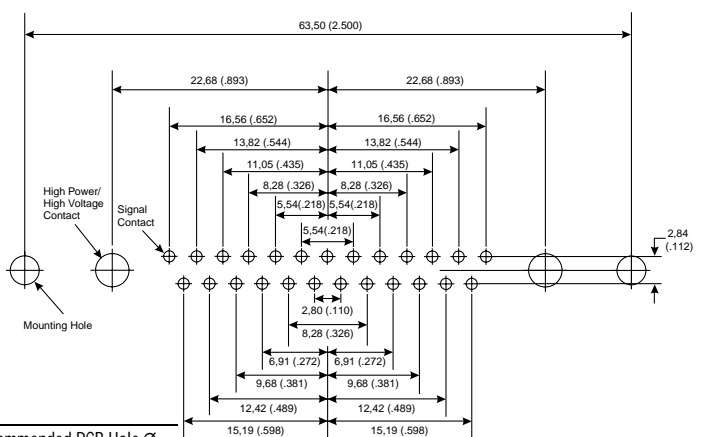 63,50 (2.500)
22,68 (.893) 22,68 (.893)
16,56 (.652) 16,56 (.652)
13,82 (.544) 13,82 (.544)
11,05 (.435) 11,05 (.435)
8,28 (.326) 8,28 (.326)
5,54(.218) 5,54(.218)
5,54(.218)
High Power/
High Voltage
Contact
Signal
Contact
2,84
(.112)
Mounting Hole
2,80 (.110)
8,28 (.326)
6,91 (.272) 6,91 (.272)
9,68 (.381) 9,68 (.381)
12,42 (.489) 12,42 (.489)
15,19 (.598) 15,19 (.598)